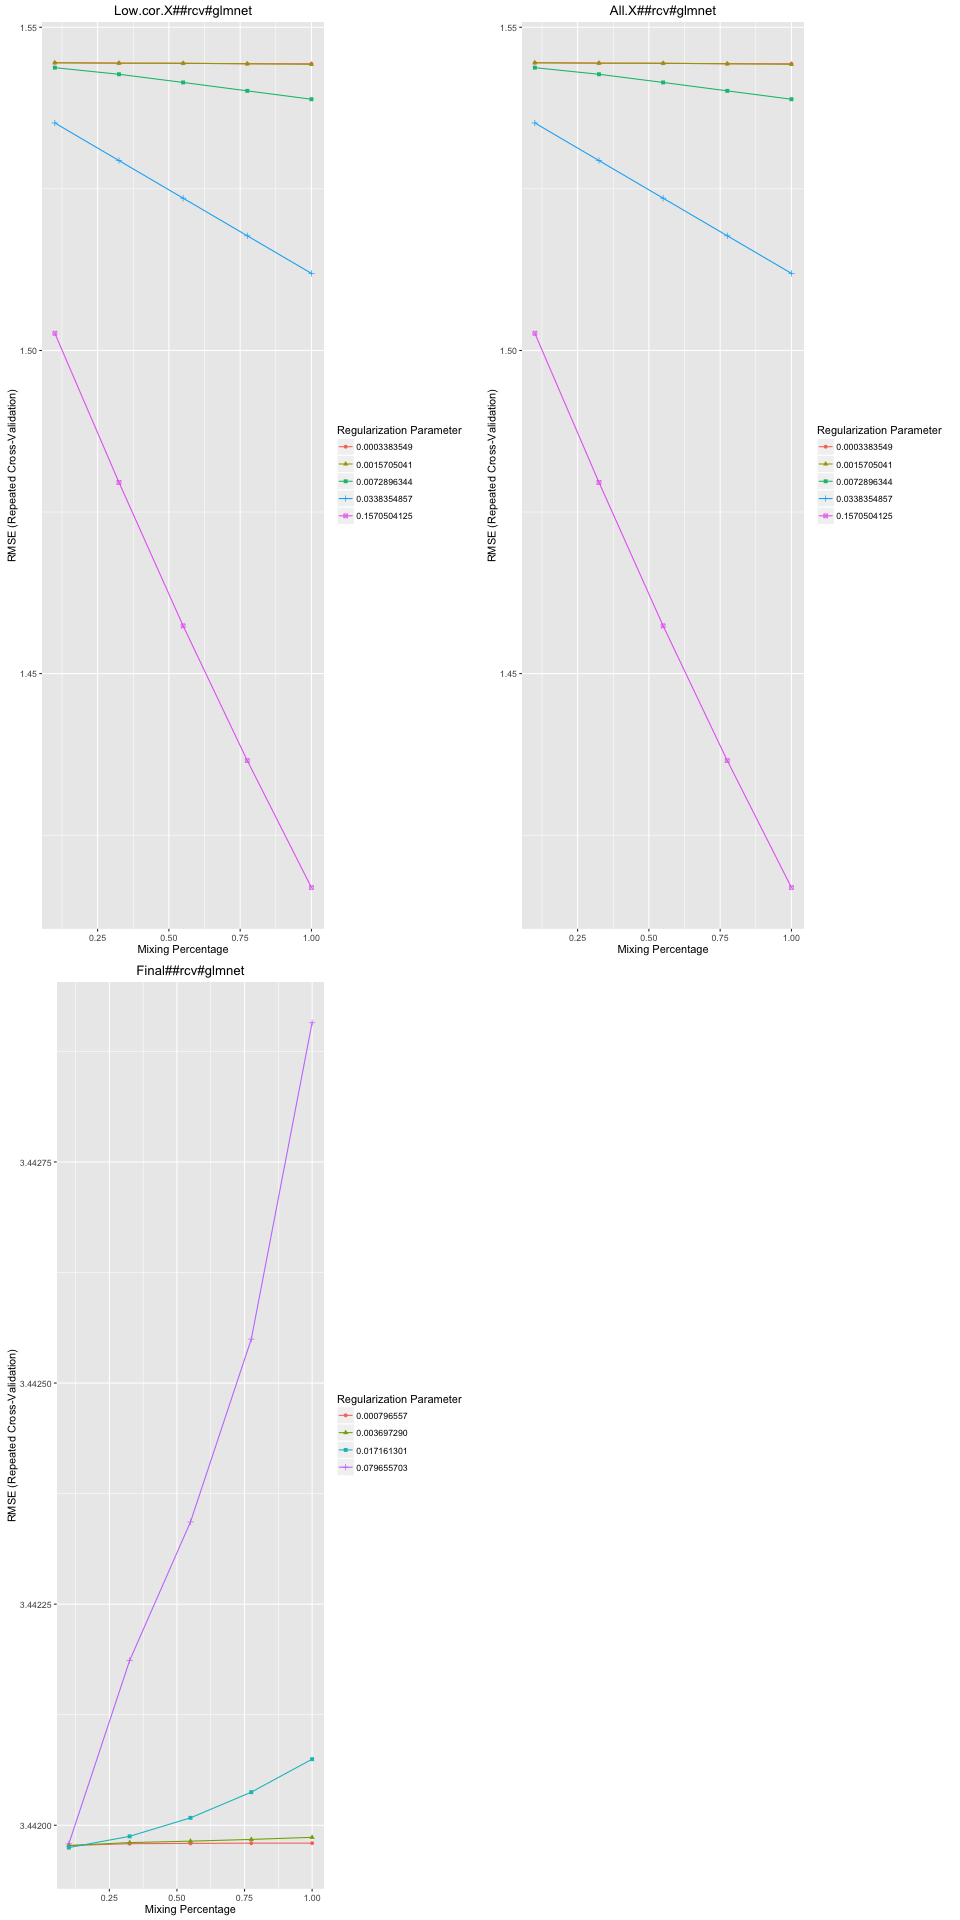 Low.cor.X##rcv#glmnet
1.55
1.50
1.45
RMSE (Repeated Cross-Validation)
0.25 0.50 0.75 1.00
Mixing Percentage
Regularization Parameter
0.0003383549
0.0015705041
0.0072896344
0.0338354857
0.1570504125
All.X##rcv#glmnet
1.55
1.50
1.45
RMSE (Repeated Cross-Validation)
0.25 0.50 0.75 1.00
Mixing Percentage
Regularization Parameter
0.0003383549
0.0015705041
0.0072896344
0.0338354857
0.1570504125
Final##rcv#glmnet
3.44275
3.44250
3.44225
3.44200
RMSE (Repeated Cross-Validation)
0.25 0.50 0.75 1.00
Mixing Percentage
Regularization Parameter
0.000796557
0.003697290
0.017161301
0.079655703